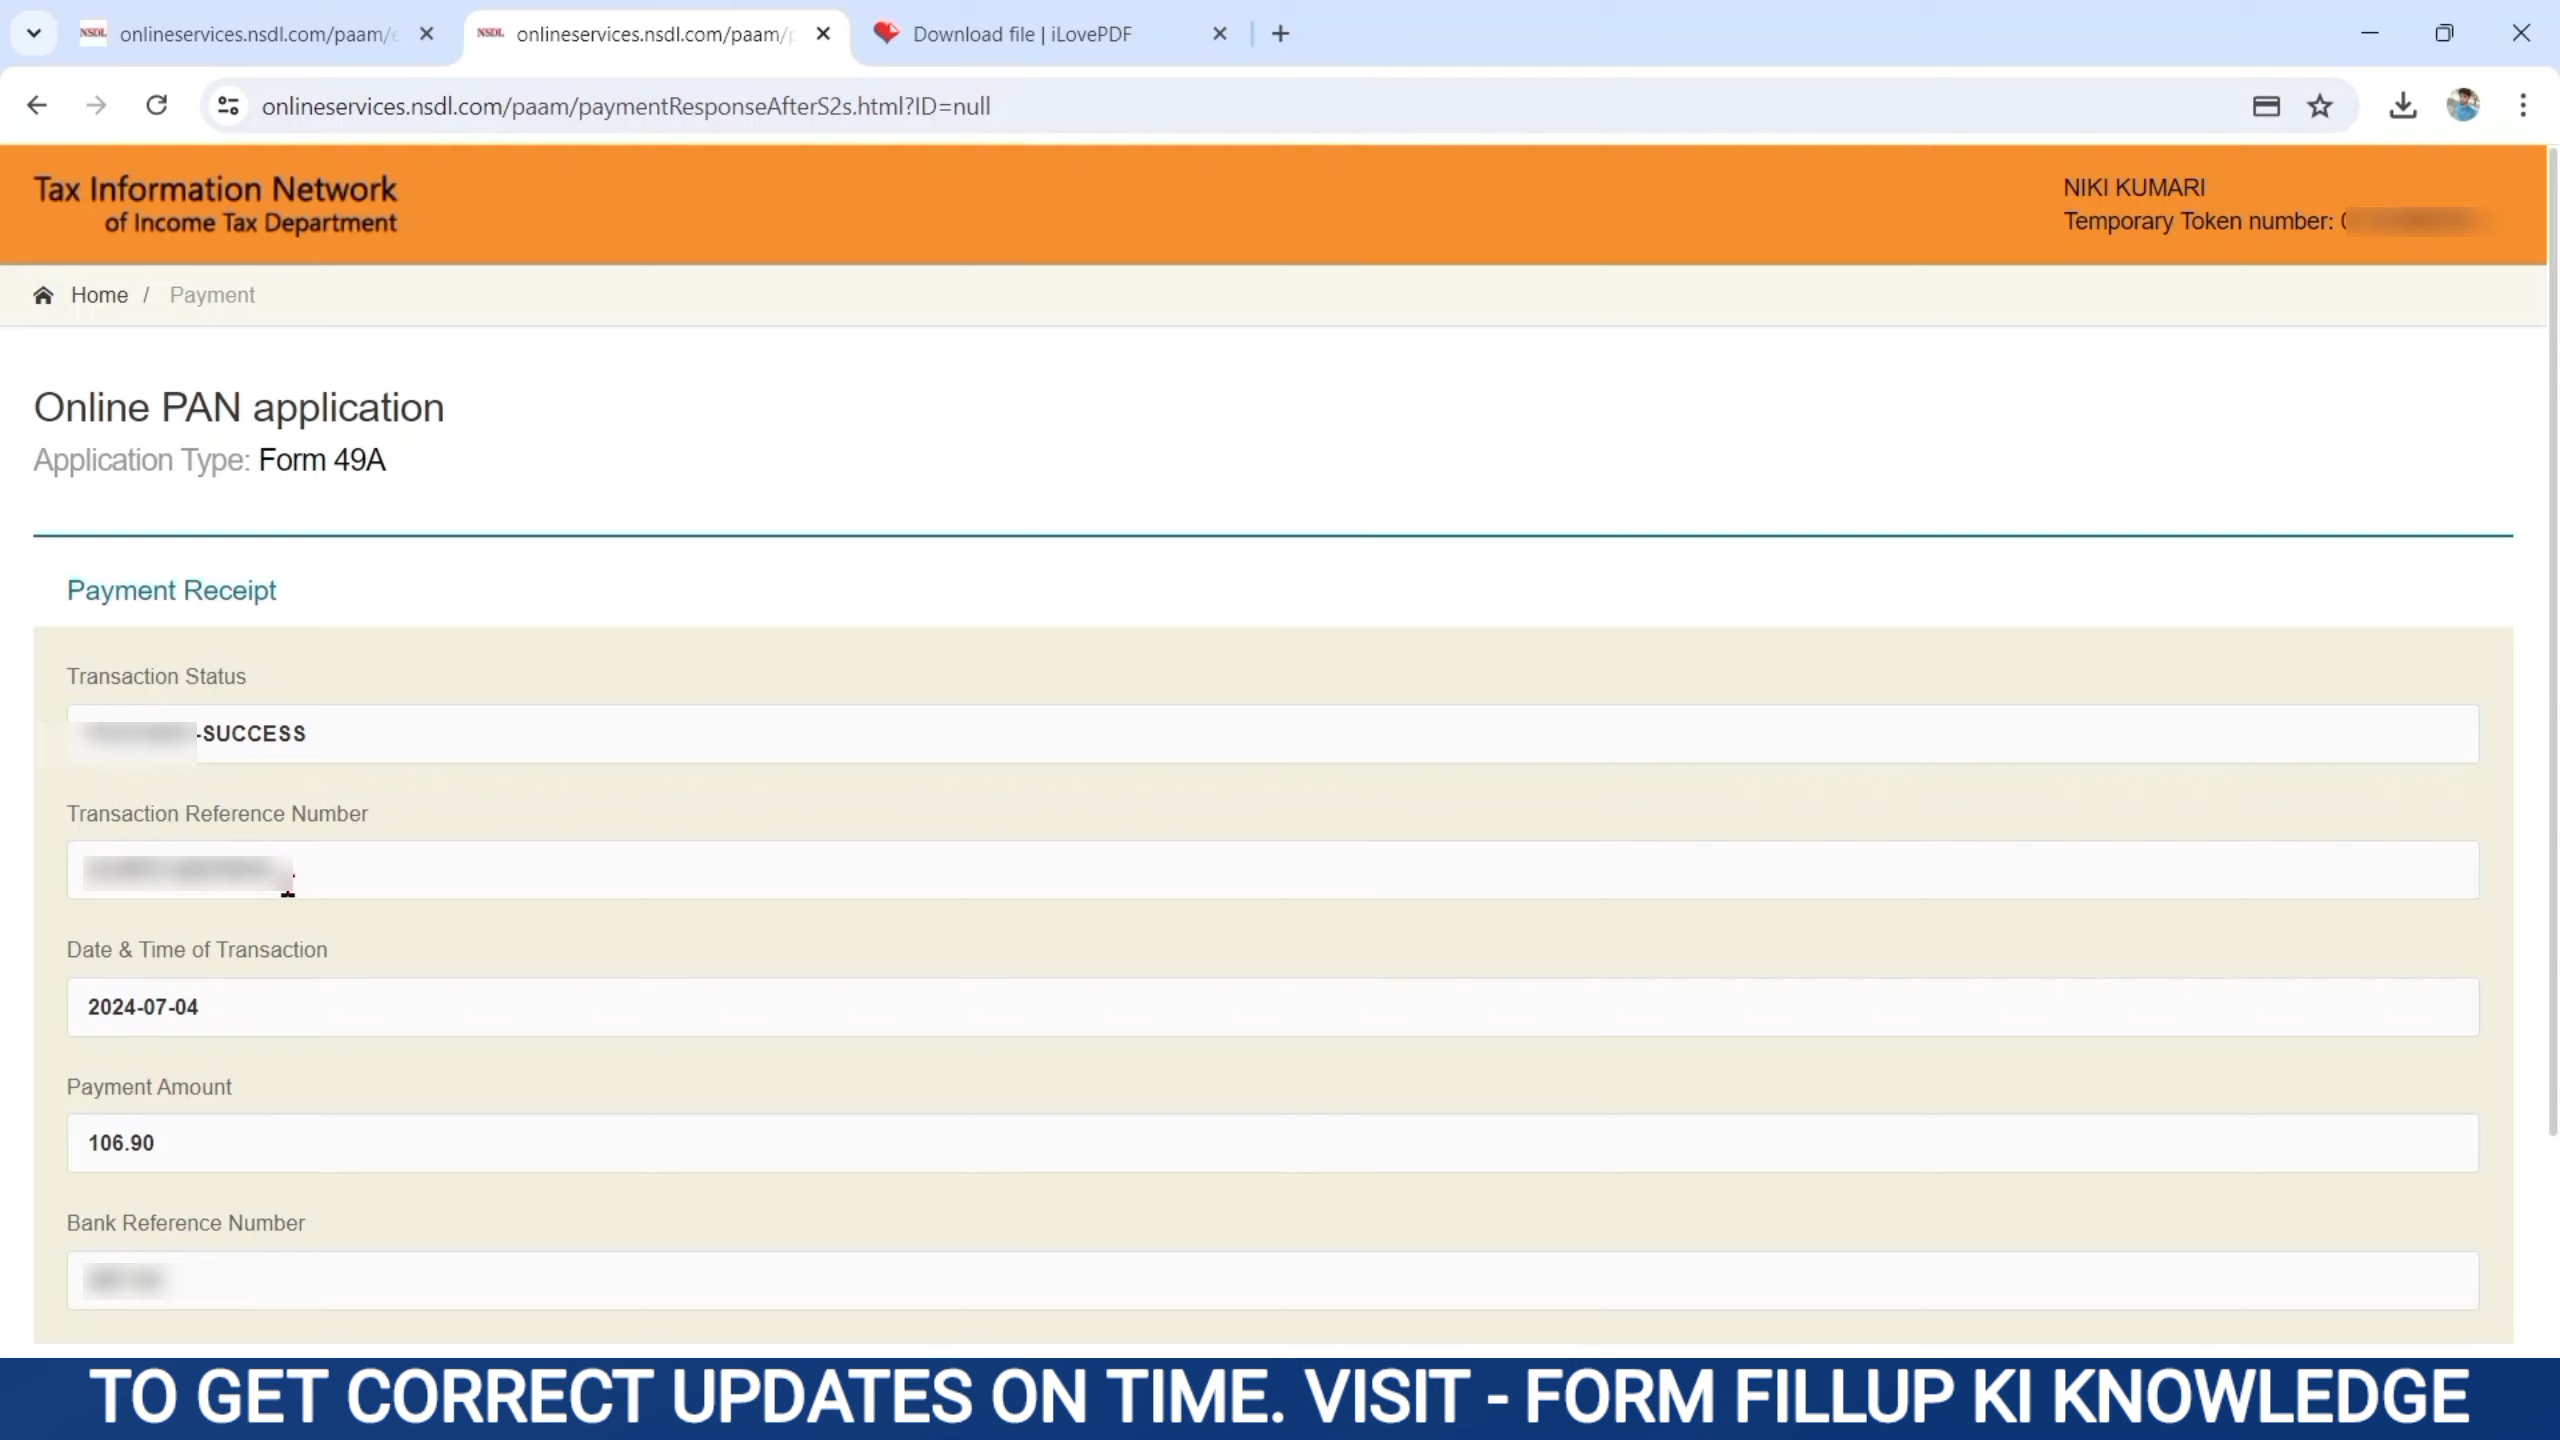 onlineservices.nsdl.com/paam/e
onlineservices.nsdl.com/paam/p
Download file | iLovePDF
onlineservices.nsdl.com/paam/paymentResponseAfterS2s.html?ID=null
Tax Information Network
of Income Tax Department
NIKI KUMARI
Temporary Token number:
Home / Payment
Online PAN application
Application Type: Form 49A
Payment Receipt
Transaction Status
-SUCCESS
Transaction Reference Number
Date & Time of Transaction
2024-07-04
Payment Amount
106.90
Bank Reference Number
TO GET CORRECT UPDATES ON TIME. VISIT - FORM FILLUP KI KNOWLEDGE